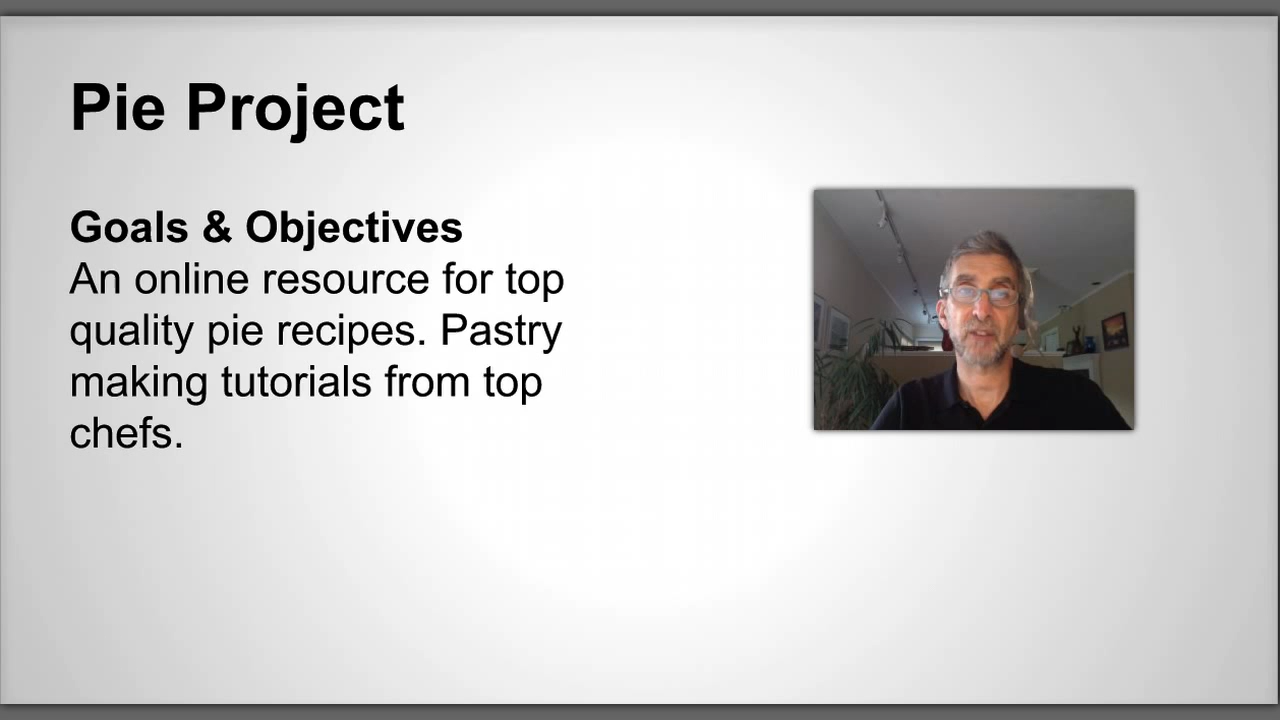 Pie Project
Goals & Objectives
An online resource for top
quality pie recipes. Pastry
making tutorials from top
chefs.